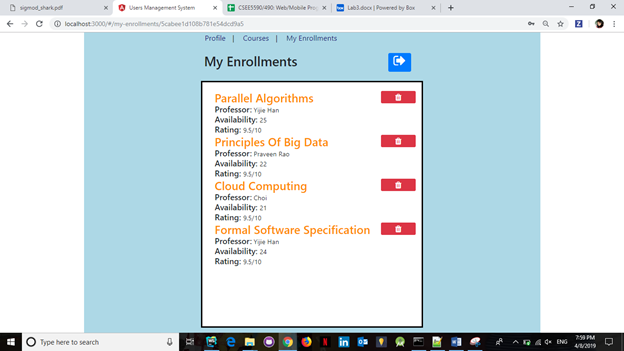 sigmod_shark.pdf
Users Management System
CSEE5590/490: Web/Mobile Prog
Lab3.docx | Powered by Box
localhost:3000/#/my-enrollments/5cabee1d108b781e54dcd9a5
Profile | Courses | My Enrollments
My Enrollments
Parallel Algorithms
Professor: Yijie Han
Availability: 25
Rating: 9.5/10
Principles Of Big Data
Professor: Praveen Rao
Availability: 22
Rating: 9.5/10
Cloud Computing
Professor: Choi
Availability: 21
Rating: 9.5/10
Formal Software Specification
Professor: Yijie Han
Availability: 24
Rating: 9.5/10
Type here to search
ENG
7:59 PM
4/8/2019